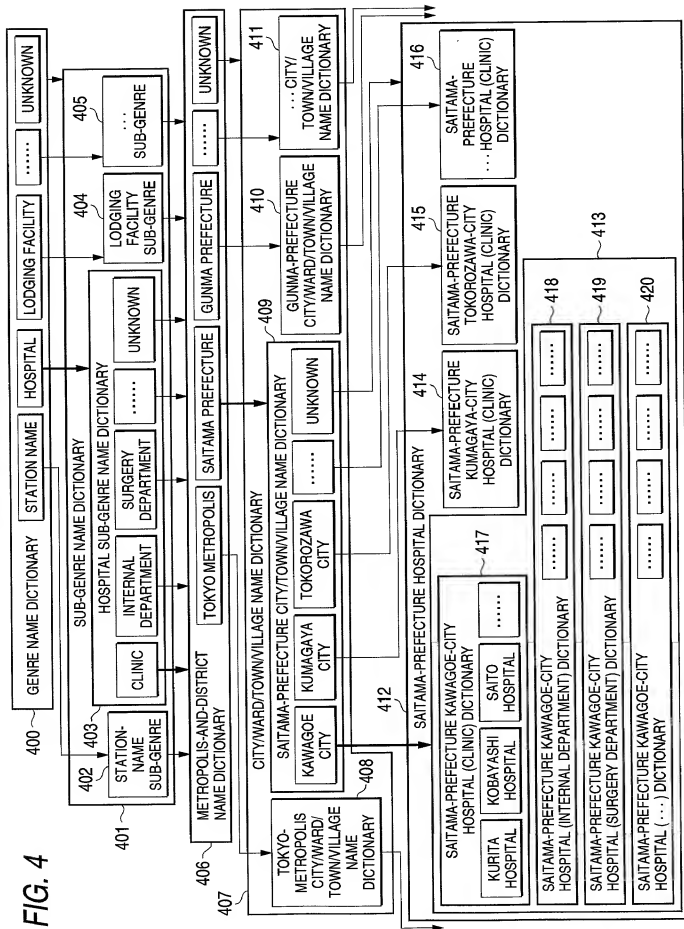 FIG. 4
400
GENRE NAME DICTIONARY
STATION NAME
HOSPITAL
LODGING FACILITY
......
UNKNOWN
401
SUB-GENRE NAME DICTIONARY
402
STATION-NAME
SUB-GENRE
403
HOSPITAL SUB-GENRE NAME DICTIONARY
CLINIC
INTERNAL
DEPARTMENT
SURGERY
DEPARTMENT
......
UNKNOWN
404
LODGING
FACILITY
SUB-GENRE
405
...
SUB-GENRE
406
METROPOLIS-AND-DISTRICT
NAME DICTIONARY
TOKYO METROPOLIS
SAITAMA PREFECTURE
GUNMA PREFECTURE
......
UNKNOWN
407
CITY/WARD/TOWN/VILLAGE NAME DICTIONARY
408
TOKYO-
METROPOLIS
CITY/WARD/
TOWN/VILLAGE
NAME
DICTIONARY
409
SAITAMA-PREFECTURE CITY/TOWN/VILLAGE NAME DICTIONARY
KAWAGOE
CITY
KUMAGAYA
CITY
TOKOROZAWA
CITY
......
UNKNOWN
410
GUNMA-PREFECTURE
CITY/WARD/TOWN/VILLAGE
NAME DICTIONARY
411
... CITY/
TOWN/VILLAGE
NAME DICTIONARY
412
SAITAMA-PREFECTURE HOSPITAL DICTIONARY
413
417
SAITAMA-PREFECTURE KAWAGOE-CITY
HOSPITAL (CLINIC) DICTIONARY
KURITA
HOSPITAL
KOBAYASHI
HOSPITAL
SAITO
HOSPITAL
......
414
SAITAMA-PREFECTURE
KUMAGAYA-CITY
HOSPITAL (CLINIC)
DICTIONARY
415
SAITAMA-PREFECTURE
TOKOROZAWA-CITY
HOSPITAL (CLINIC)
DICTIONARY
416
SAITAMA-
PREFECTURE
... HOSPITAL (CLINIC)
DICTIONARY
418
SAITAMA-PREFECTURE KAWAGOE-CITY
HOSPITAL (INTERNAL DEPARTMENT) DICTIONARY
......
......
......
......
419
SAITAMA-PREFECTURE KAWAGOE-CITY
HOSPITAL (SURGERY DEPARTMENT) DICTIONARY
......
......
......
......
420
SAITAMA-PREFECTURE KAWAGOE-CITY
HOSPITAL (...) DICTIONARY
......
......
......
......